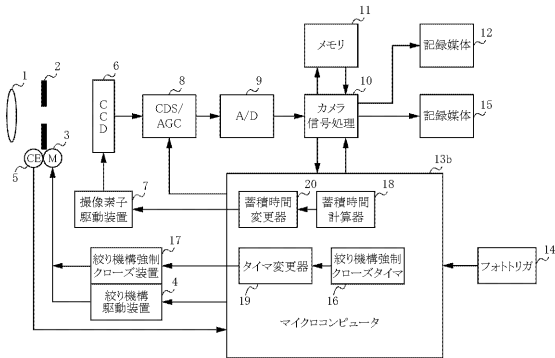 11
メモリ
12
記録媒体
6
8
9
10
2
1
CCD
CDS/
AGC
A/D
カメラ
信号処理
15
記録媒体
3
CE
M
5
13b
7
撮像素子
駆動装置
20
蓄積時間
変更器
18
蓄積時間
計算器
17
絞り機構強制
クローズ装置
タイマ変更器
19
絞り機構強制
クローズタイマ
16
14
フォトトリガ
4
絞り機構
駆動装置
マイクロコンピュータ